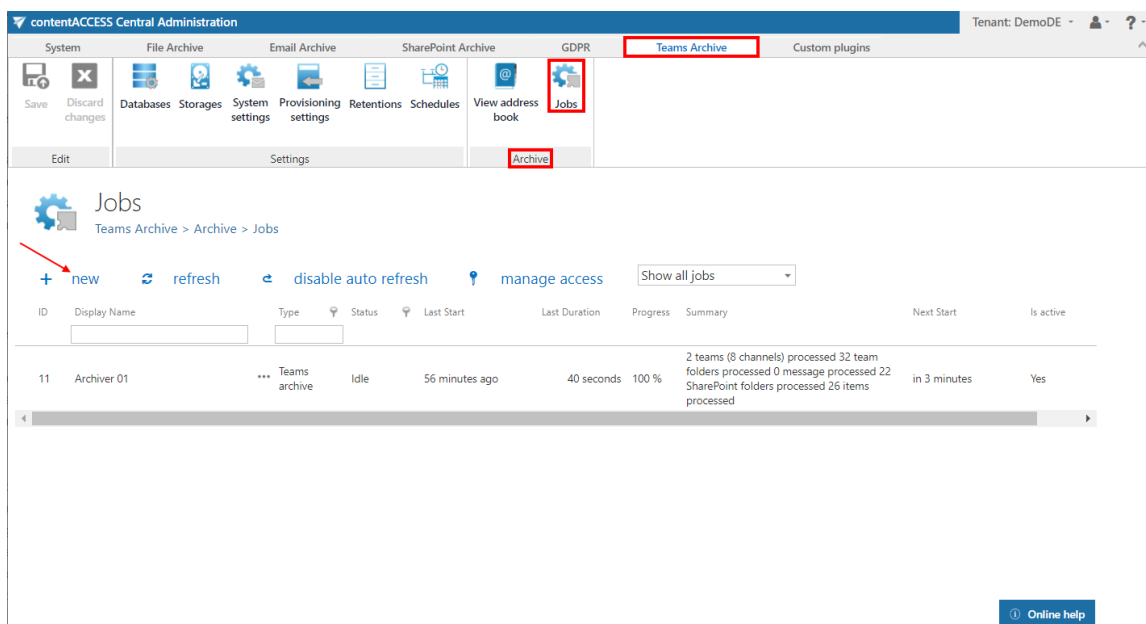 contentACCESS Central Administration
Tenant: DemoDE
?
System File Archive Email Archive SharePoint Archive GDPR Teams Archive Custom plugins
Save Discard changes Databases Storages System settings Provisioning settings Retentions Schedules View address book Jobs
Edit Settings Archive
Jobs
Teams Archive > Archive > Jobs
+ new refresh disable auto refresh manage access Show all jobs
ID Display Name Type Status Last Start Last Duration Progress Summary Next Start Is active
11 Archiver 01 ••• Teams archive Idle 56 minutes ago 40 seconds 100 % 2 teams (8 channels) processed 32 team
folders processed 0 message processed 22
SharePoint folders processed 26 items
processed
in 3 minutes Yes
Online help